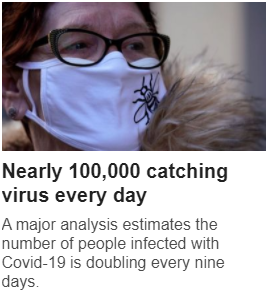 Nearly 100,000 catching
virus every day
A major analysis estimates the
number of people infected with
Covid-19 is doubling every nine
days.